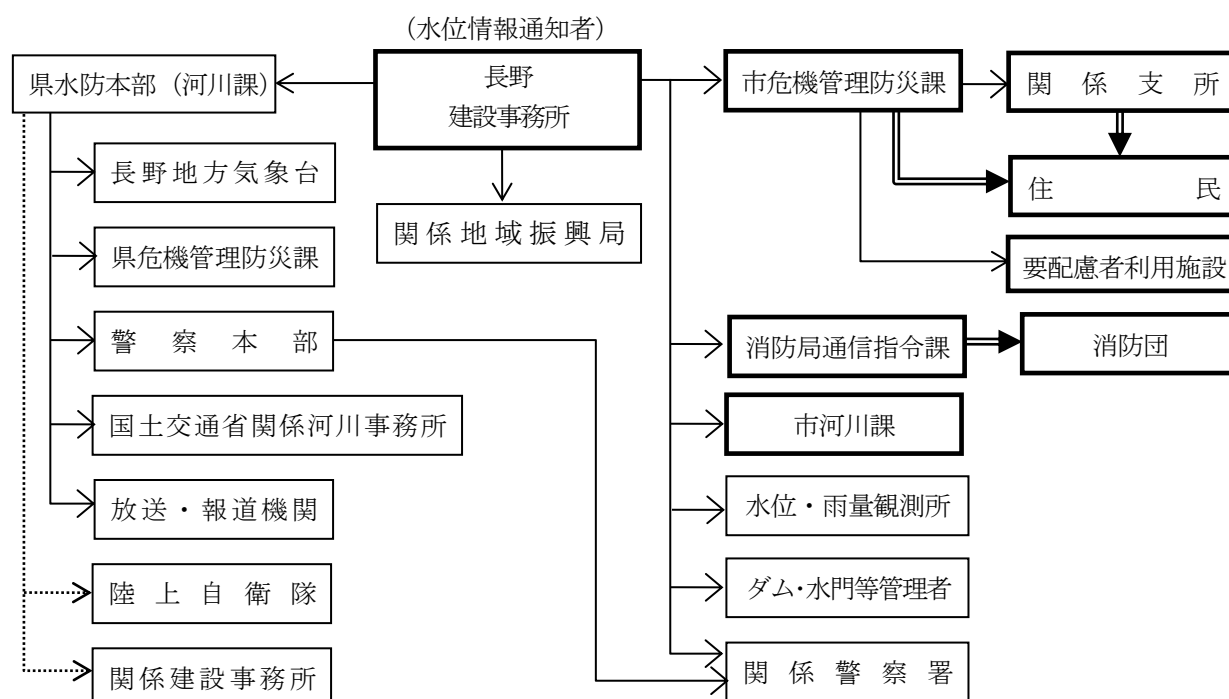 (水位情報通知者)
県水防本部（河川課）
長野
建設事務所
市危機管理防災課
関係支所
長野地方気象台
住民
関係地域振興局
県危機管理防災課
要配慮者利用施設
警察本部
消防局通信指令課
消防団
国土交通省関係河川事務所
市河川課
放送・報道機関
水位・雨量観測所
陸上自衛隊
ダム・水門等管理者
関係建設事務所
関係警察署